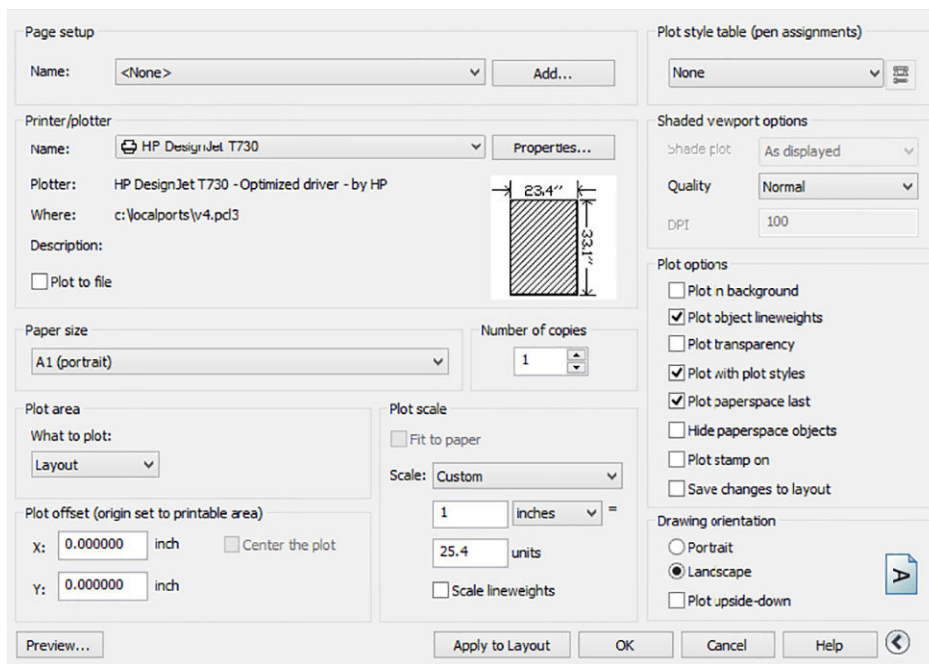 Page setup
Name: <None> Add...
Printer/plotter
Name: HP DesignJet T730 Properties...
Plotter: HP DesignJet T730 - Optimized driver - by HP
Where: c:\localports\v4.pcl3
Description:
Plot to file
23.4"
33.1"
Paper size
A1 (portrait)
Number of copies
1
Plot area
What to plot:
Layout
Plot offset (origin set to printable area)
X: 0.000000 inch Center the plot
Y: 0.000000 inch
Plot scale
Fit to paper
Scale: Custom
1 inches =
25.4 units
Scale lineweights
Plot style table (pen assignments)
None
Shaded viewport options
Shade plot As displayed
Quality Normal
DPI 100
Plot options
Plot in background
Plot object lineweights
Plot transparency
Plot with plot styles
Plot paperspace last
Hide paperspace objects
Plot stamp on
Save changes to layout
Drawing orientation
Portrait
Landscape
Plot upside-down
A
Preview... Apply to Layout OK Cancel Help